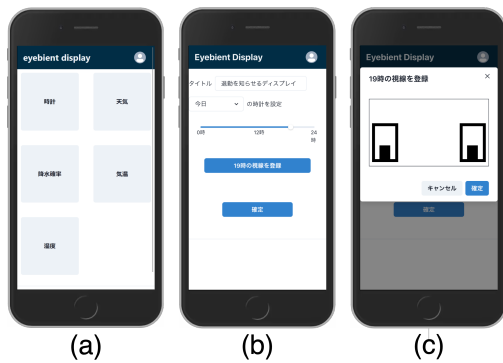 eyebient display
時計
天気
降水確率
気温
湿度
(a)
Eyebient Display
タイトル 退勤を知らせるディスプレイ
今日 の時計を設定
0時 12時 24時
19時の視線を登録
確定
(b)
Eyebient Display
19時の視線を登録
×
キャンセル 確定
確定
(c)